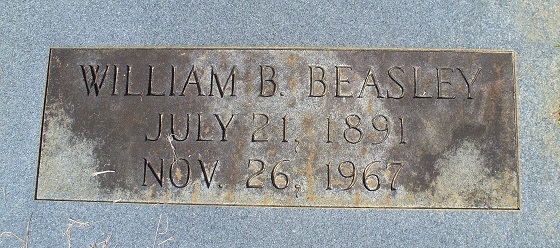 WILLIAM B. BEASLEY
JULY 21, 1891
NOV. 26, 1967